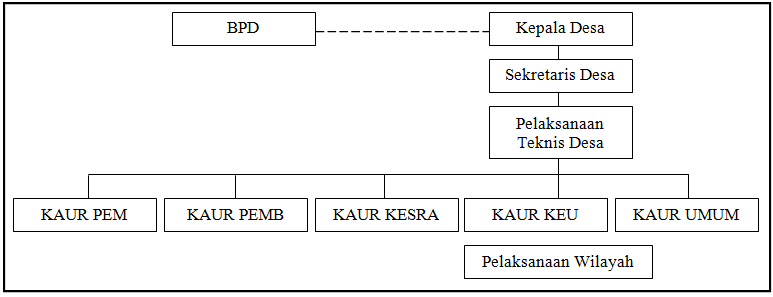 BPD
Kepala Desa
Sekretaris Desa
Pelaksanaan
Teknis Desa
KAUR PEM
KAUR PEMB
KAUR KESRA
KAUR KEU
KAUR UMUM
Pelaksanaan Wilayah